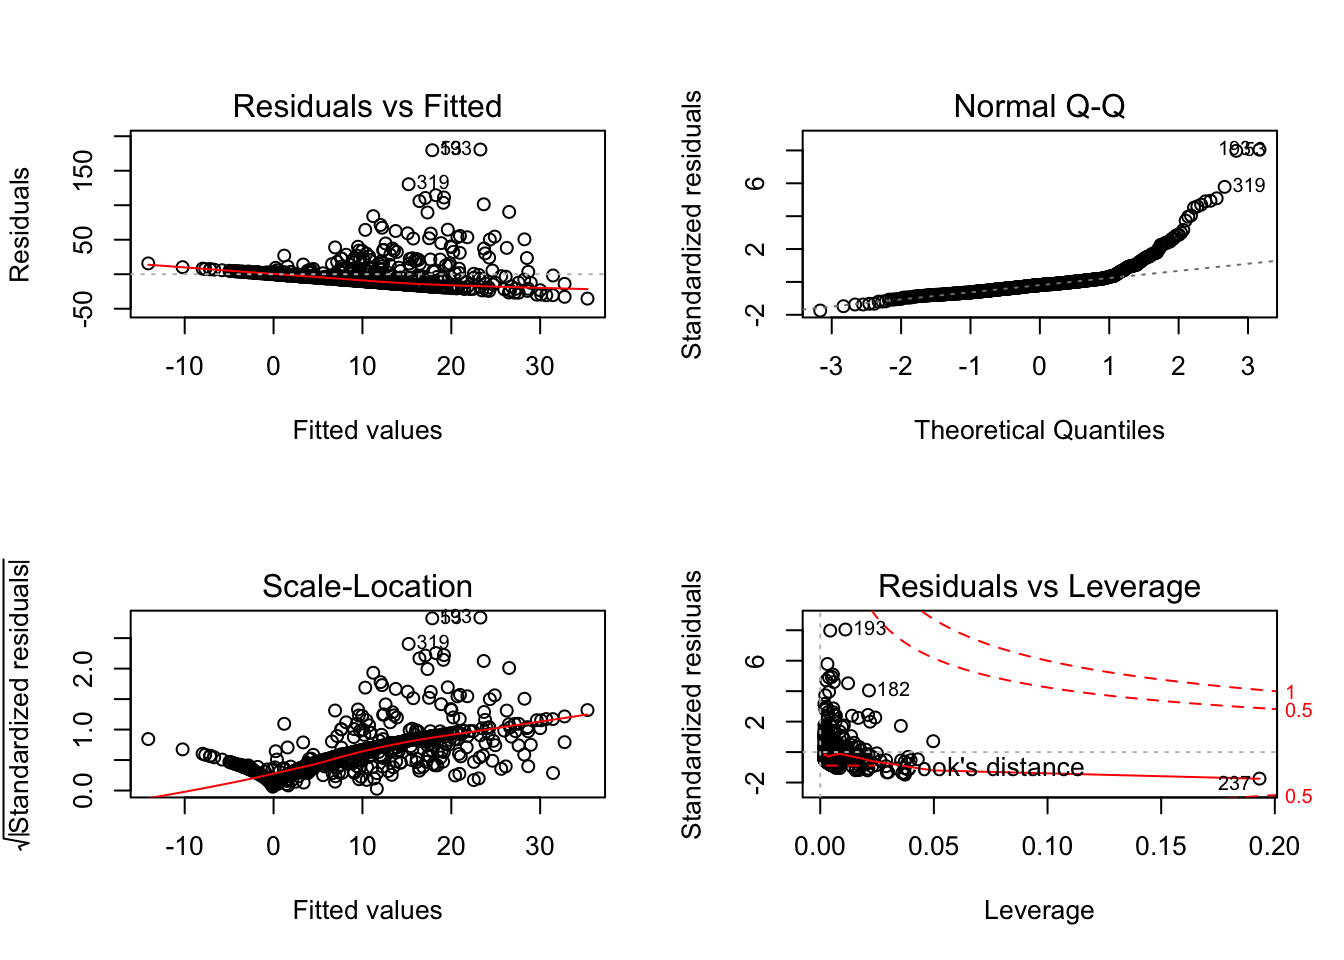 Residuals vs Fitted
Residuals
150
50
-50
319
-10 0 10 20 30
Fitted values
Normal Q-Q
Standardized residuals
6
2
-2
319
-3 -2 -1 0 1 2 3
Theoretical Quantiles
Scale-Location
√|Standardized residuals|
2.0
1.0
0.0
319
-10 0 10 20 30
Fitted values
Residuals vs Leverage
Standardized residuals
6
2
-2
193
182
237
1
0.5
0.5
0.00 0.05 0.10 0.15 0.20
Leverage